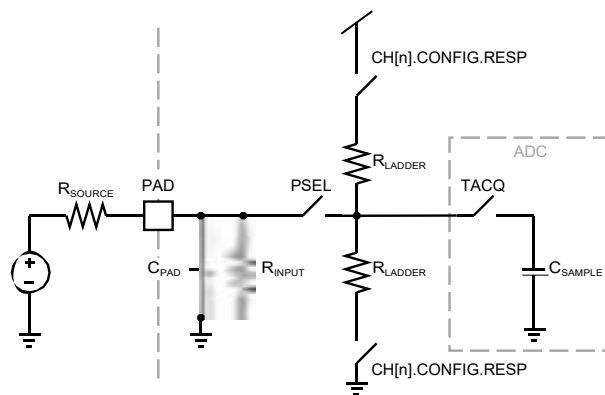 CH[n].CONFIG.RESP
ADC
RLADDER
RSOURCE
PAD
PSEL
TACQ
CPAD
RINPUT
RLADDER
CSAMPLE
CH[n].CONFIG.RESP